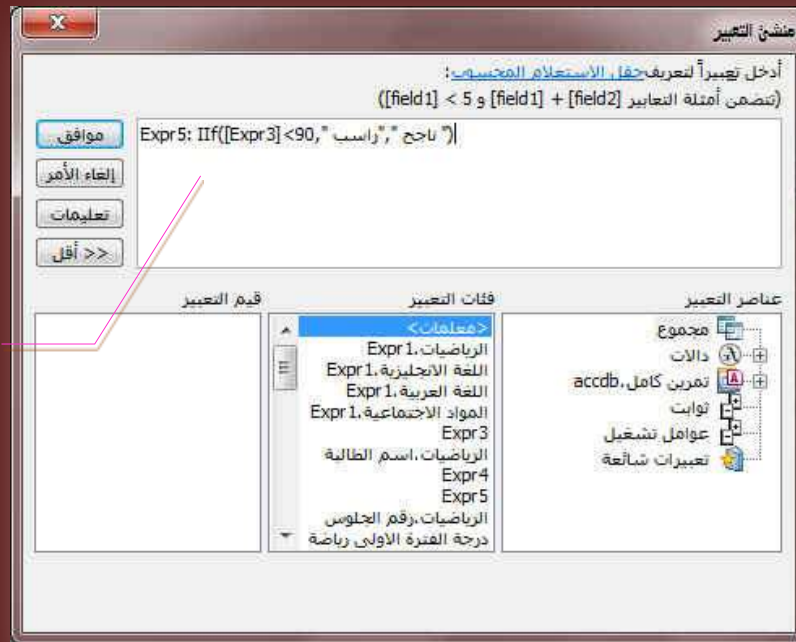 منشئ التعبير
أدخل تعبيراً لتعريف حقل الاستعلام المحسوب:
(تتضمن أمثلة التعابير [field1] + [field2] و [field1] < 5)
Expr5: IIf([Expr3]<90," راسب"," ناجح ")
موافق
إلغاء الأمر
تعليمات
<< أقل
عناصر التعبير
مجموع
دالات
تمرين كامل.accdb
ثوابت
عوامل تشغيل
تعبيرات شائعة
فئات التعبير
<معلمات>
الرياضيات.Expr1
اللغة الانجليزية.Expr1
اللغة العربية.Expr1
المواد الاجتماعية.Expr1
Expr3
الرياضيات.اسم الطالبة
Expr4
Expr5
الرياضيات.رقم الجلوس
درجة الفترة الاولى رياضة
قيم التعبير